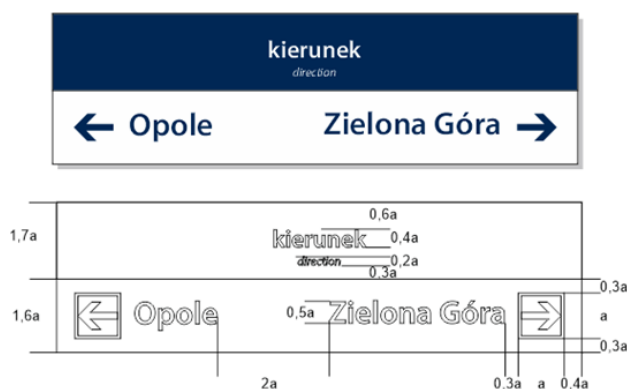 kierunek
direction
← Opole Zielona Góra →
0,6a
1,7a
kierunek 0,4a
direction 0,2a
0,3a
0,3a
1,6a Opole 0,5a Zielona Góra a
0,3a
2a 0,3a a 0,4a